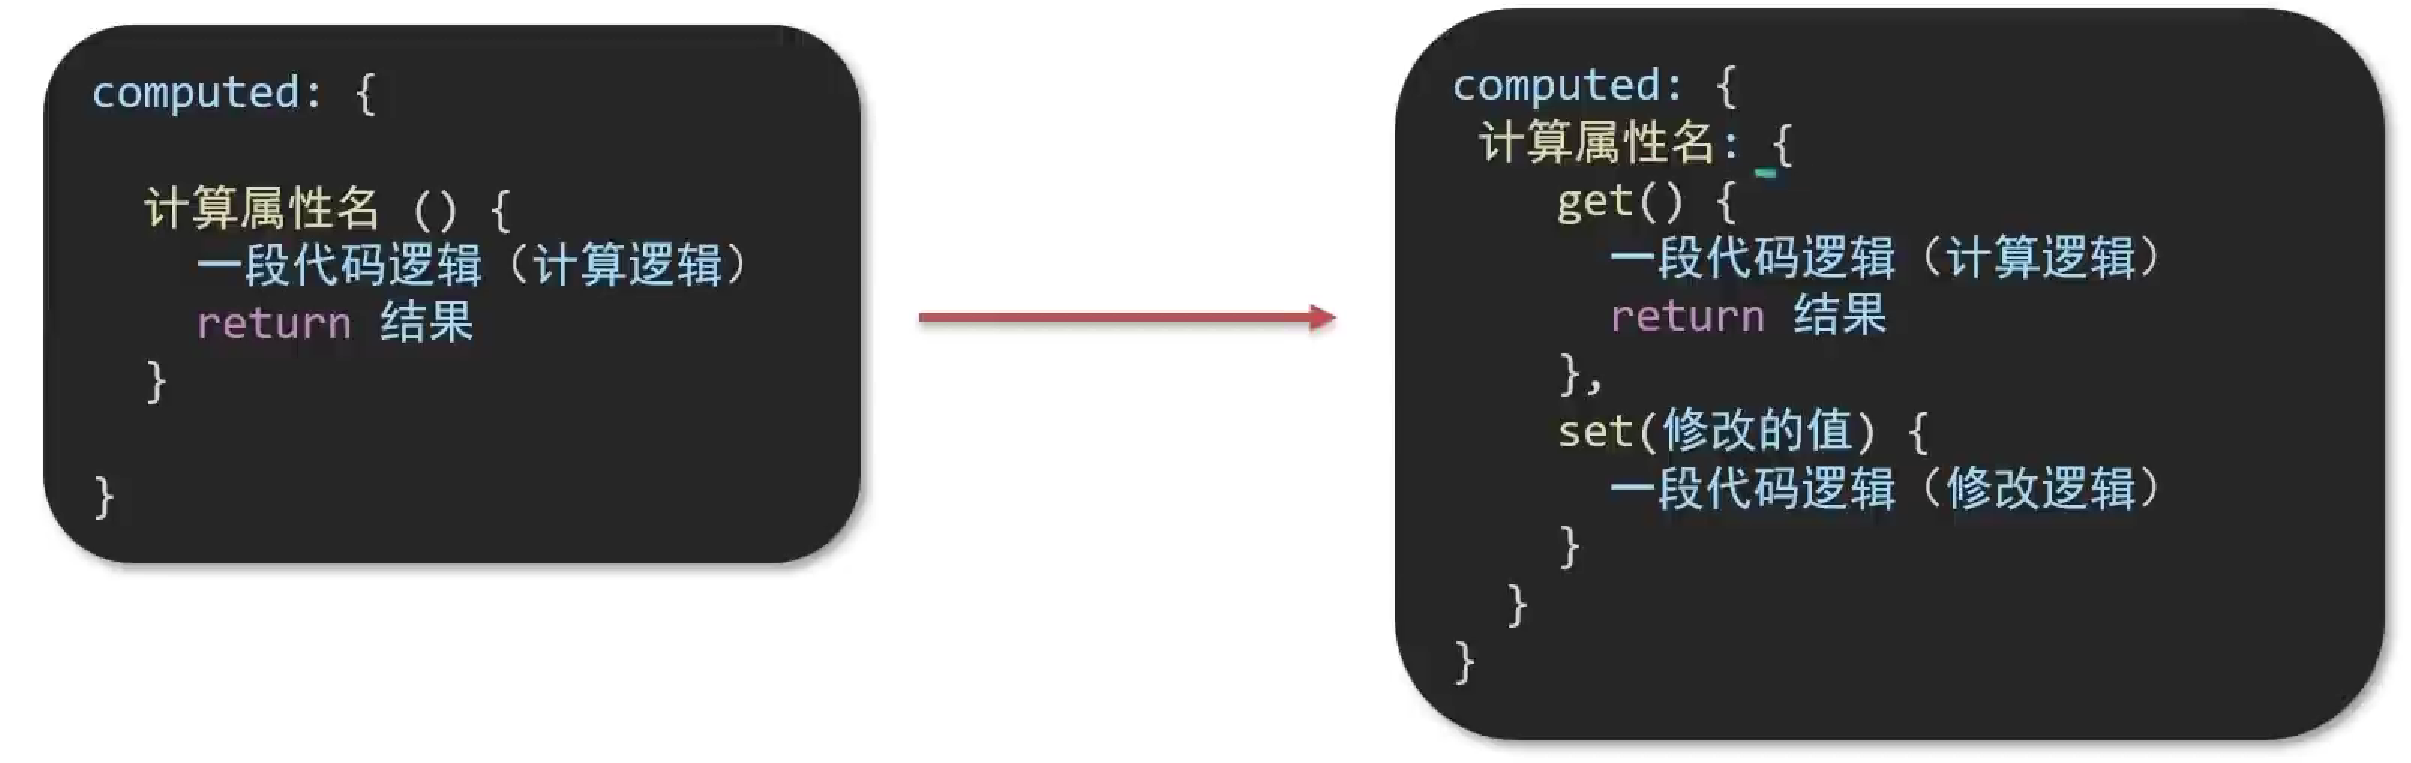 computed: {
计算属性名 () {
一段代码逻辑（计算逻辑）
return 结果
}
}
computed: {
计算属性名: {
get() {
一段代码逻辑（计算逻辑）
return 结果
},
set(修改的值) {
一段代码逻辑（修改逻辑）
}
}
}